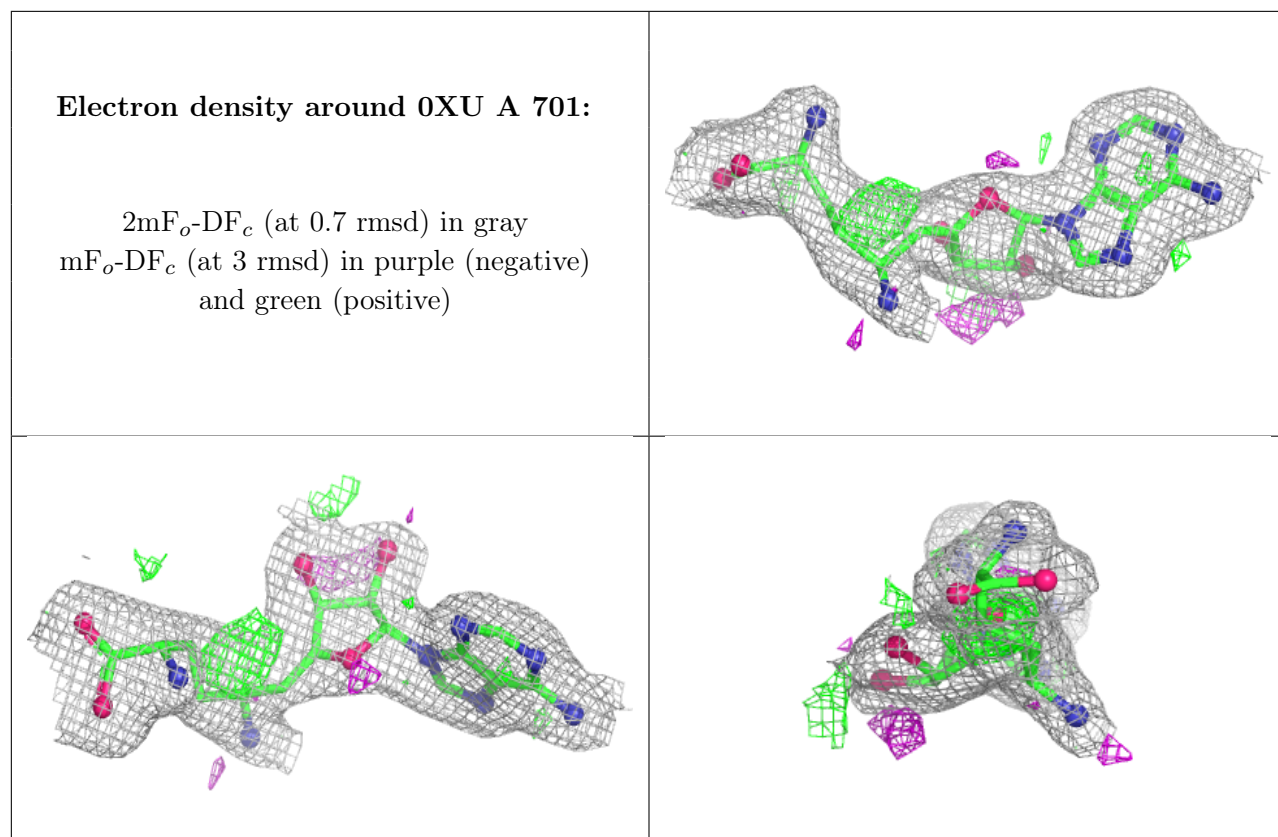 Electron density around 0XU A 701:
2mFo-DFc (at 0.7 rmsd) in gray
mFo-DFc (at 3 rmsd) in purple (negative)
and green (positive)